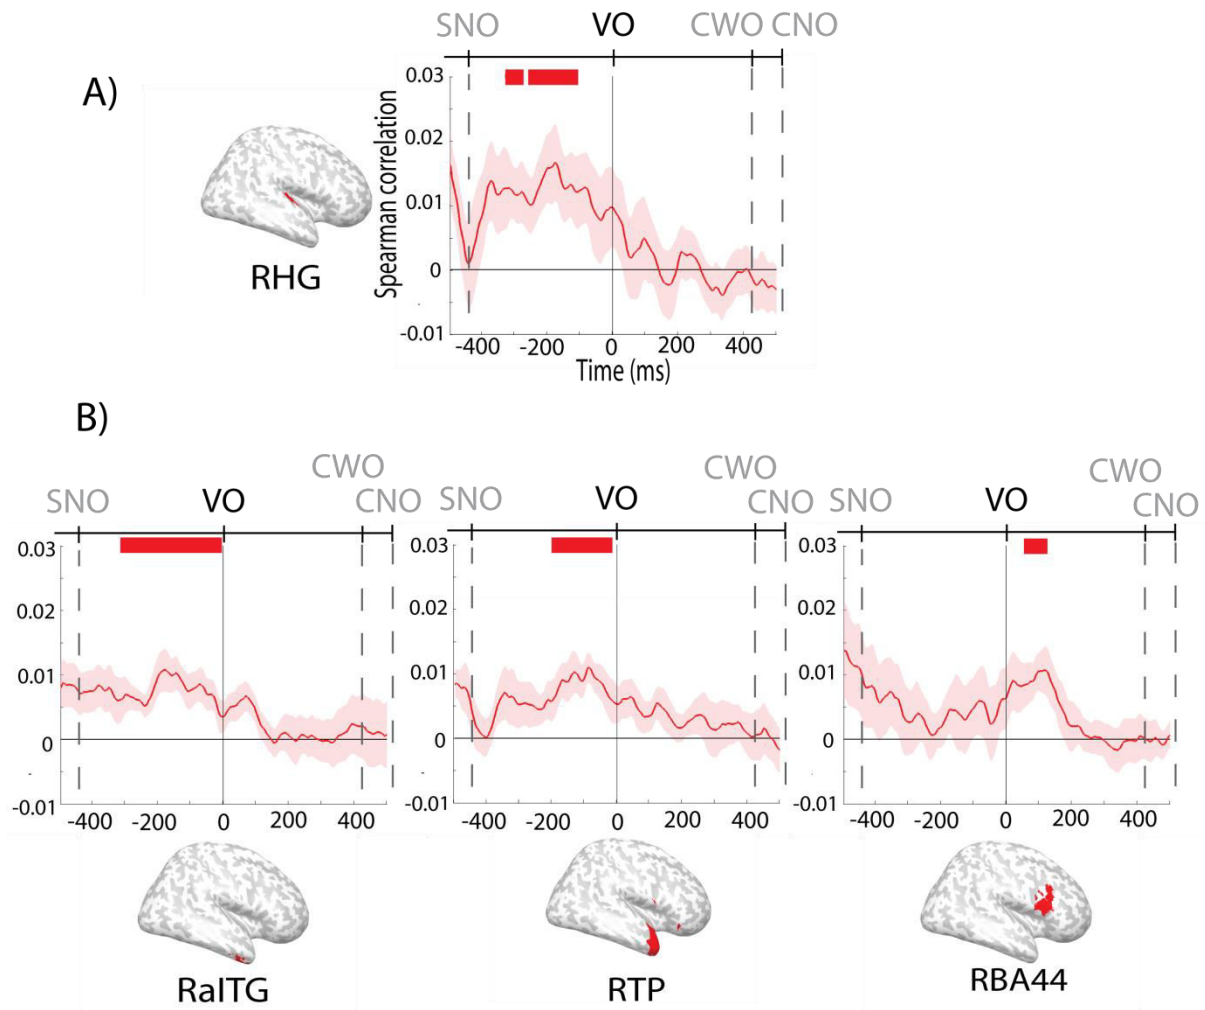 SNO VO CWO CNO
A)
0.03
0.02
0.01
0
-0.01
Spearman correlation
-400 -200 0 200 400
Time (ms)
RHG
B)
CWO
SNO VO CNO
0.03
0.02
0.01
0
-0.01
-400 -200 0 200 400
RaITG
CWO
SNO VO CNO
0.03
0.02
0.01
0
-0.01
-400 -200 0 200 400
RTP
CWO
SNO VO CNO
0.03
0.02
0.01
0
-0.01
-400 -200 0 200 400
RBA44